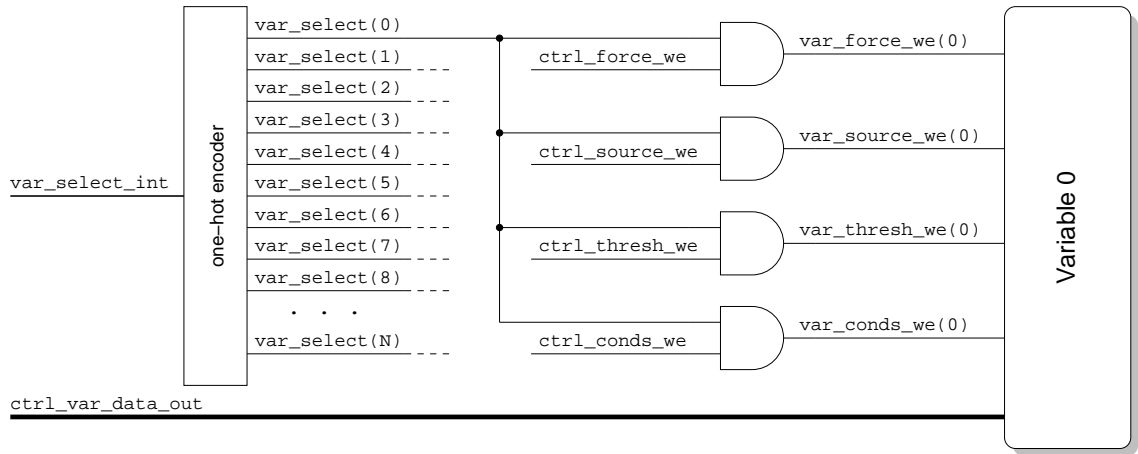 var_select(0)
var_force_we(0)
var_select(1)
ctrl_force_we
var_select(2)
var_select(3)
var_source_we(0)
var_select(4)
ctrl_source_we
var_select_int
var_select(5)
one-hot encoder
Variable 0
var_select(6)
var_thresh_we(0)
var_select(7)
ctrl_thresh_we
var_select(8)
. . .
var_conds_we(0)
var_select(N)
ctrl_conds_we
ctrl_var_data_out